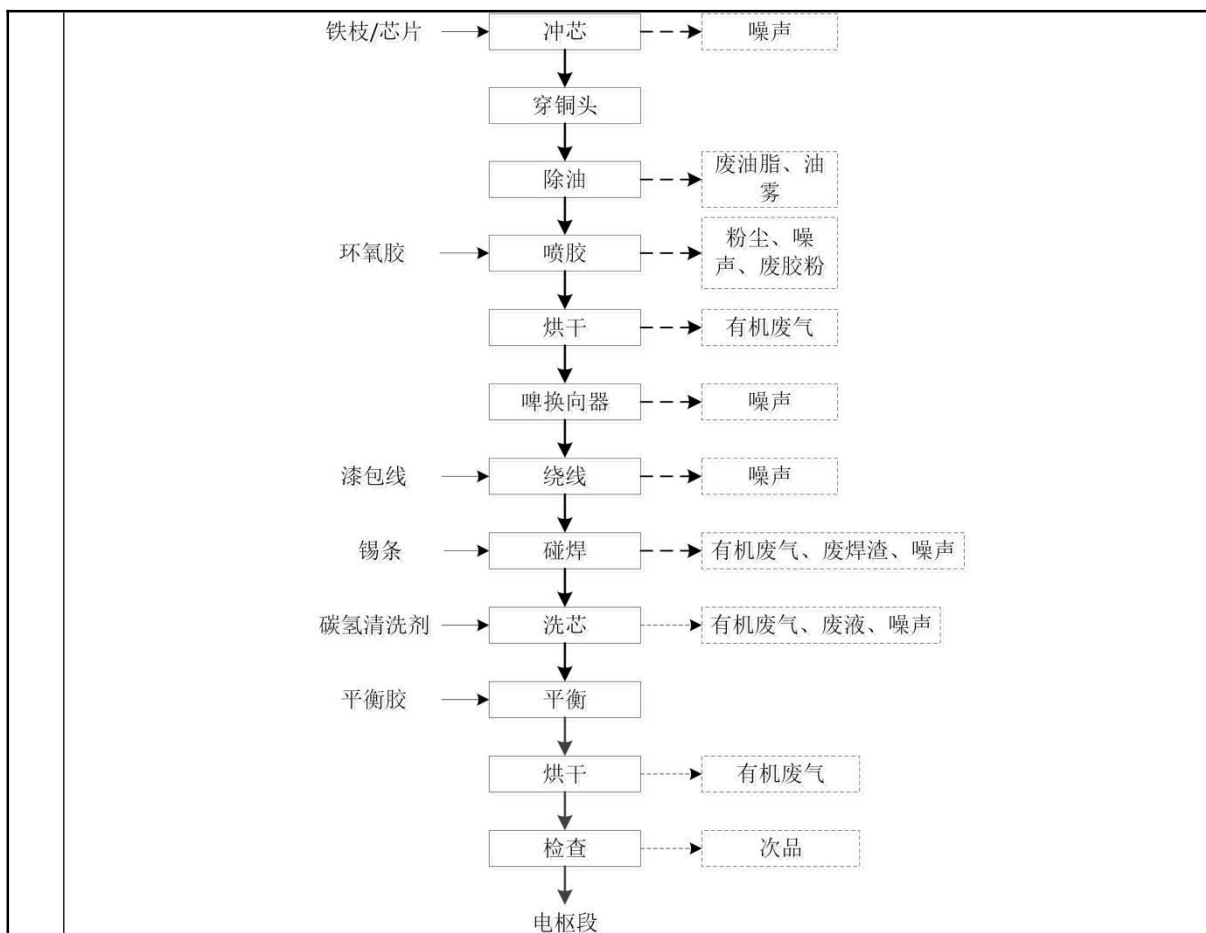 铁枝/芯片 冲芯 噪声
穿铜头
除油 废油脂、油
雾
环氧胶 喷胶 粉尘、噪
声、废胶粉
烘干 有机废气
啤换向器 噪声
漆包线 绕线 噪声
锡条 碰焊 有机废气、废焊渣、噪声
碳氢清洗剂 洗芯 有机废气、废液、噪声
平衡胶 平衡
烘干 有机废气
检查 次品
电枢段